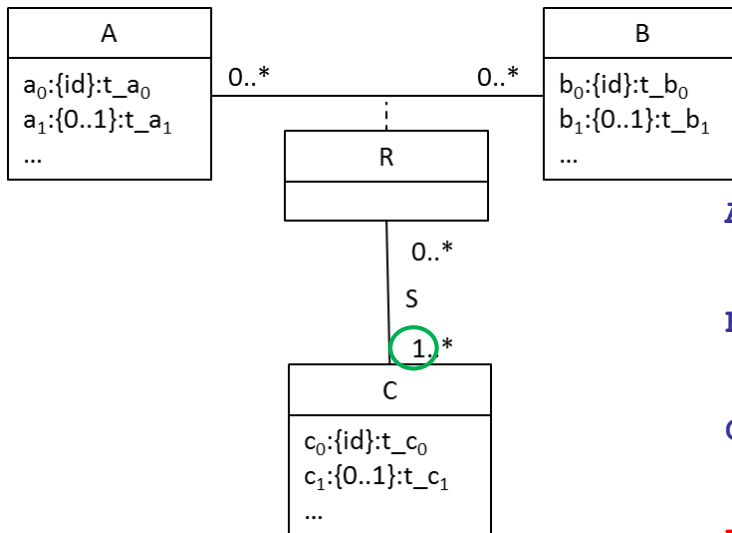 A
B
a₀:{id}:t_a₀
a₁:{0..1}:t_a₁
...
0..*
0..*
b₀:{id}:t_b₀
b₁:{0..1}:t_b₁
...
R
0..*
S
1..*
C
c₀:{id}:t_c₀
c₁:{0..1}:t_c₁
...